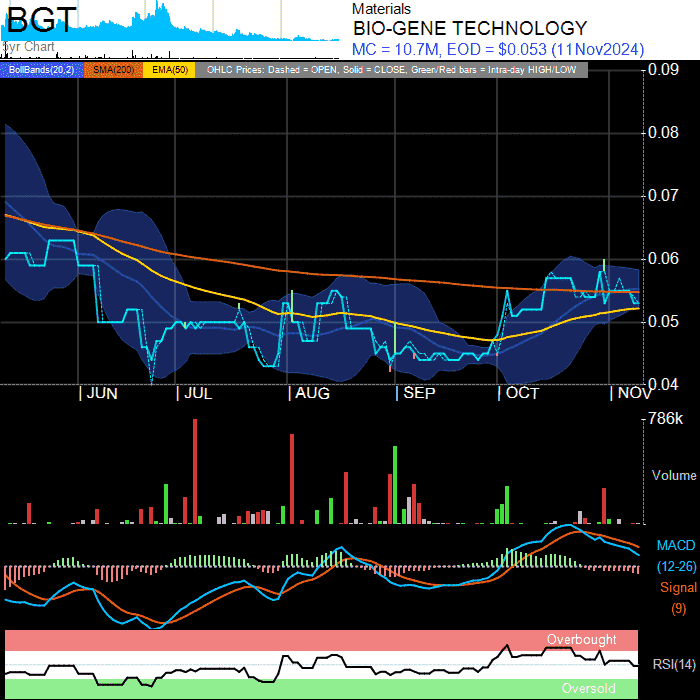 BGT
5yr Chart
Materials
BIO-GENE TECHNOLOGY
MC = 10.7M, EOD = $0.053 (11Nov2024)
BollBands(20,2) SMA(200) EMA(50) OHLC Prices: Dashed = OPEN, Solid = CLOSE, Green/Red bars = Intra-day HIGH/LOW
0.09
0.08
0.07
0.06
0.05
0.04
JUN JUL AUG SEP OCT NOV
786k
Volume
MACD
(12-26)
Signal
(9)
Overbought
RSI(14)
Oversold